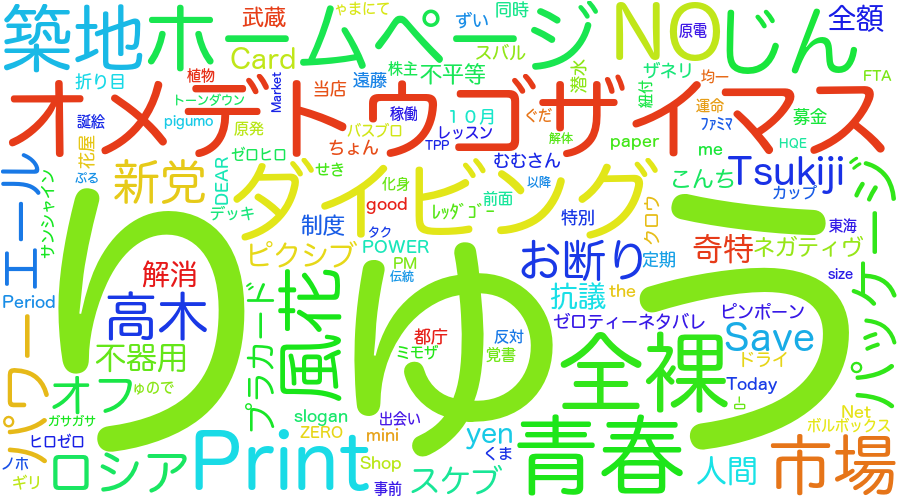 築地
ホームページ
NO
じん
全額
武蔵
Card
ゃまにて
ずい
同時
スバル
原電
株主
不平等
潜水
ザネリ
均一
FTA
折り目
植物
トーンダウン
pigumo
Market
当店
遠藤
オメデトウゴザイマス
誕絵
花屋
ぷる
原発
バスプロ
ちょん
稼働
TPP
レッスン
ぐだ
解体
紐付
運命
ファミマ
募金
HQE
paper
me
エール
サンシャイン
新党
DEAR
ゼロヒロ
デッキ
せき
化身
むむさん
以降
good
レッダゴー
前面
ダイビング
こんち
Tsukiji
カップ
制度
タク
特別
クロウ
東海
ピクシブ
POWER
PM
伝統
お断り
定期
奇特
ネガティヴ
size
パッケージ
Period
解消
高木
不器用
プラカード
風花
りゅう
都庁
ミモザ
反対
覚書
抗議
the
ゼロティーネタバレ
ピンポーン
Save
ドライ
Today
全裸
パワー
オフ
ゅので
ガサガサ
ヒロゼロ
ノホ
ギリ
ロシア
Print
slogan
ZERO
mini
出会い
Shop
事前
yen
くま
スケブ
青春
人間
市場
Net
ボルボックス